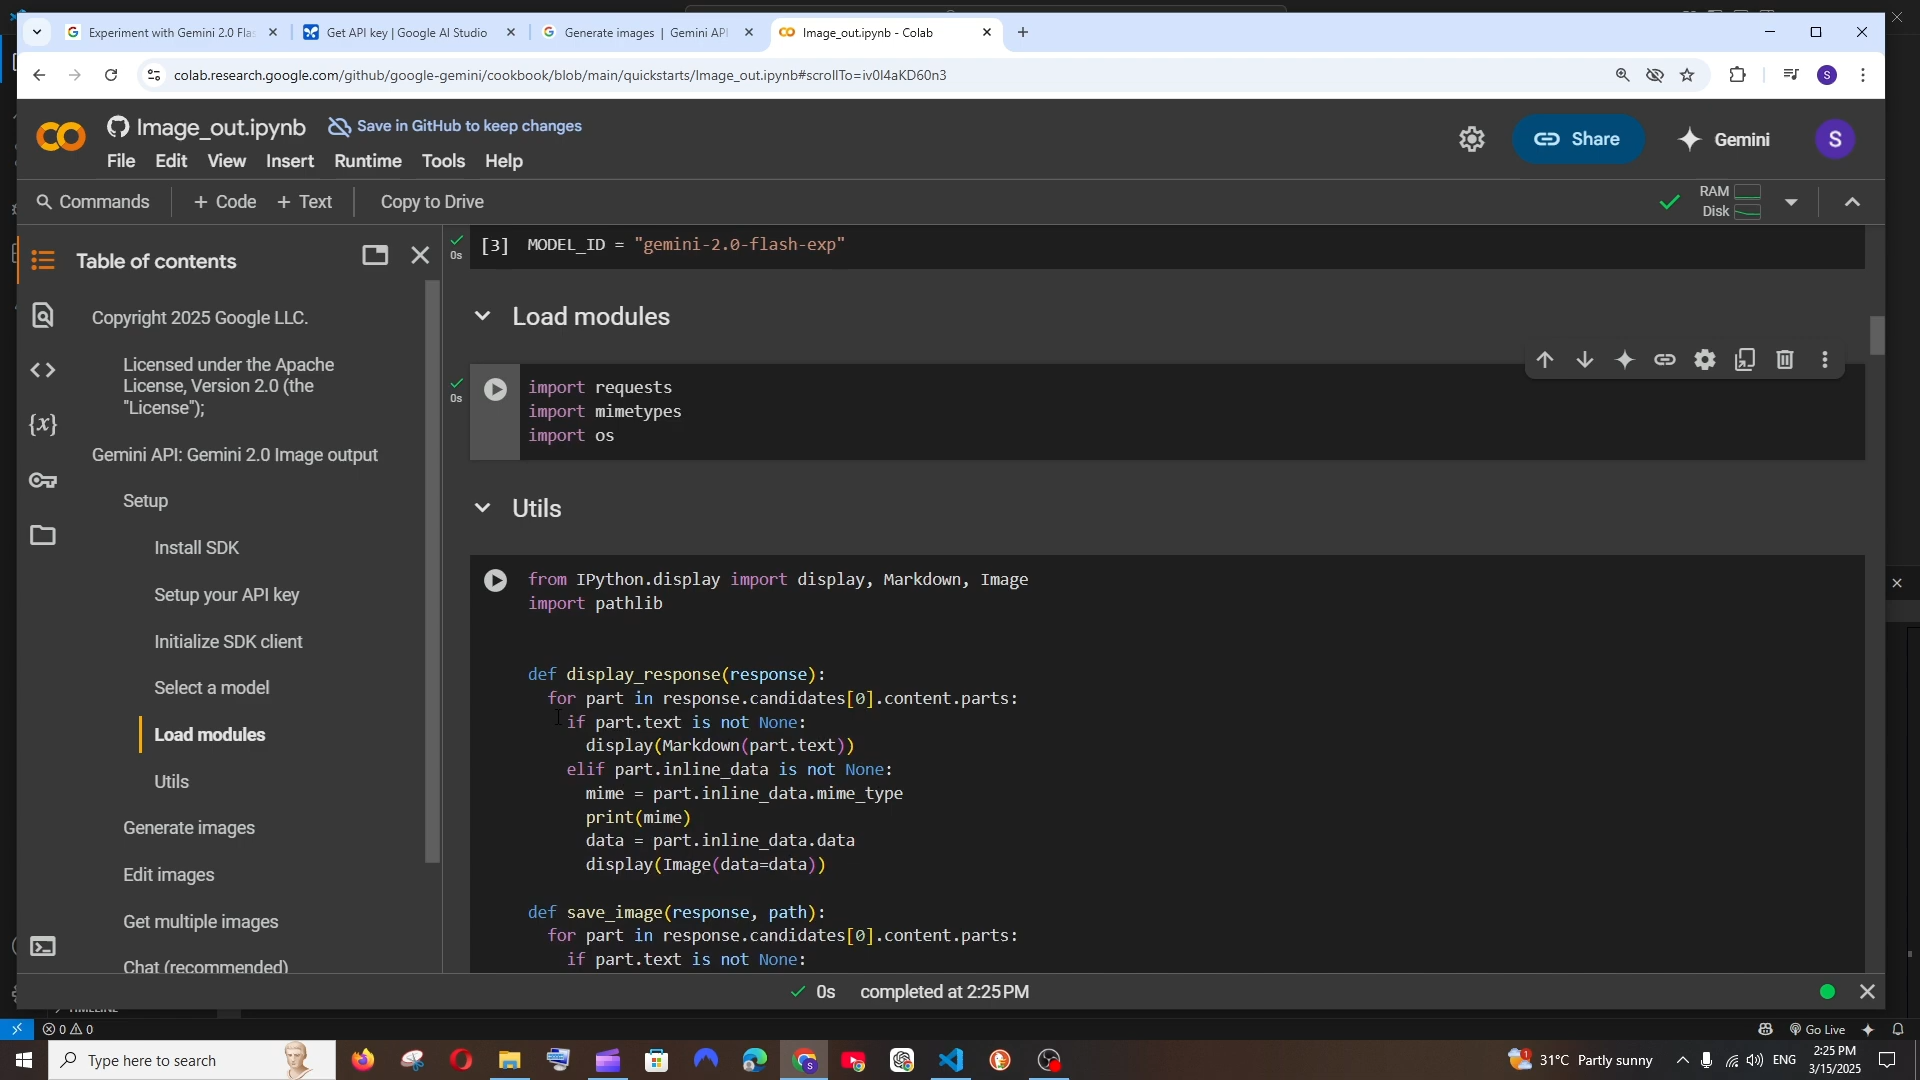 Experiment with Gemini 2.0 Flas
Get API key | Google AI Studio
Generate images | Gemini API
Image_out.ipynb - Colab
colab.research.google.com/github/google-gemini/cookbook/blob/main/quickstarts/Image_out.ipynb#scrollTo=iv0I4aKD60n3
S
Image_out.ipynb
Save in GitHub to keep changes
File Edit View Insert Runtime Tools Help
Share
Gemini
S
Commands
+ Code + Text
Copy to Drive
RAM
Disk
Table of contents
Copyright 2025 Google LLC.
Licensed under the Apache
License, Version 2.0 (the
"License");
Gemini API: Gemini 2.0 Image output
Setup
Install SDK
Setup your API key
Initialize SDK client
Select a model
Load modules
Utils
Generate images
Edit images
Get multiple images
Chat (recommended)
0s
[3] MODEL_ID = "gemini-2.0-flash-exp"
Load modules
0s
import requests
import mimetypes
import os
Utils
from IPython.display import display, Markdown, Image
import pathlib
def display_response(response):
for part in response.candidates[0].content.parts:
if part.text is not None:
display(Markdown(part.text))
elif part.inline_data is not None:
mime = part.inline_data.mime_type
print(mime)
data = part.inline_data.data
display(Image(data=data))
def save_image(response, path):
for part in response.candidates[0].content.parts:
if part.text is not None:
0s completed at 2:25 PM
TIMELINE
0 0
Go Live
Type here to search
31°C Partly sunny
ENG
2:25 PM
3/15/2025